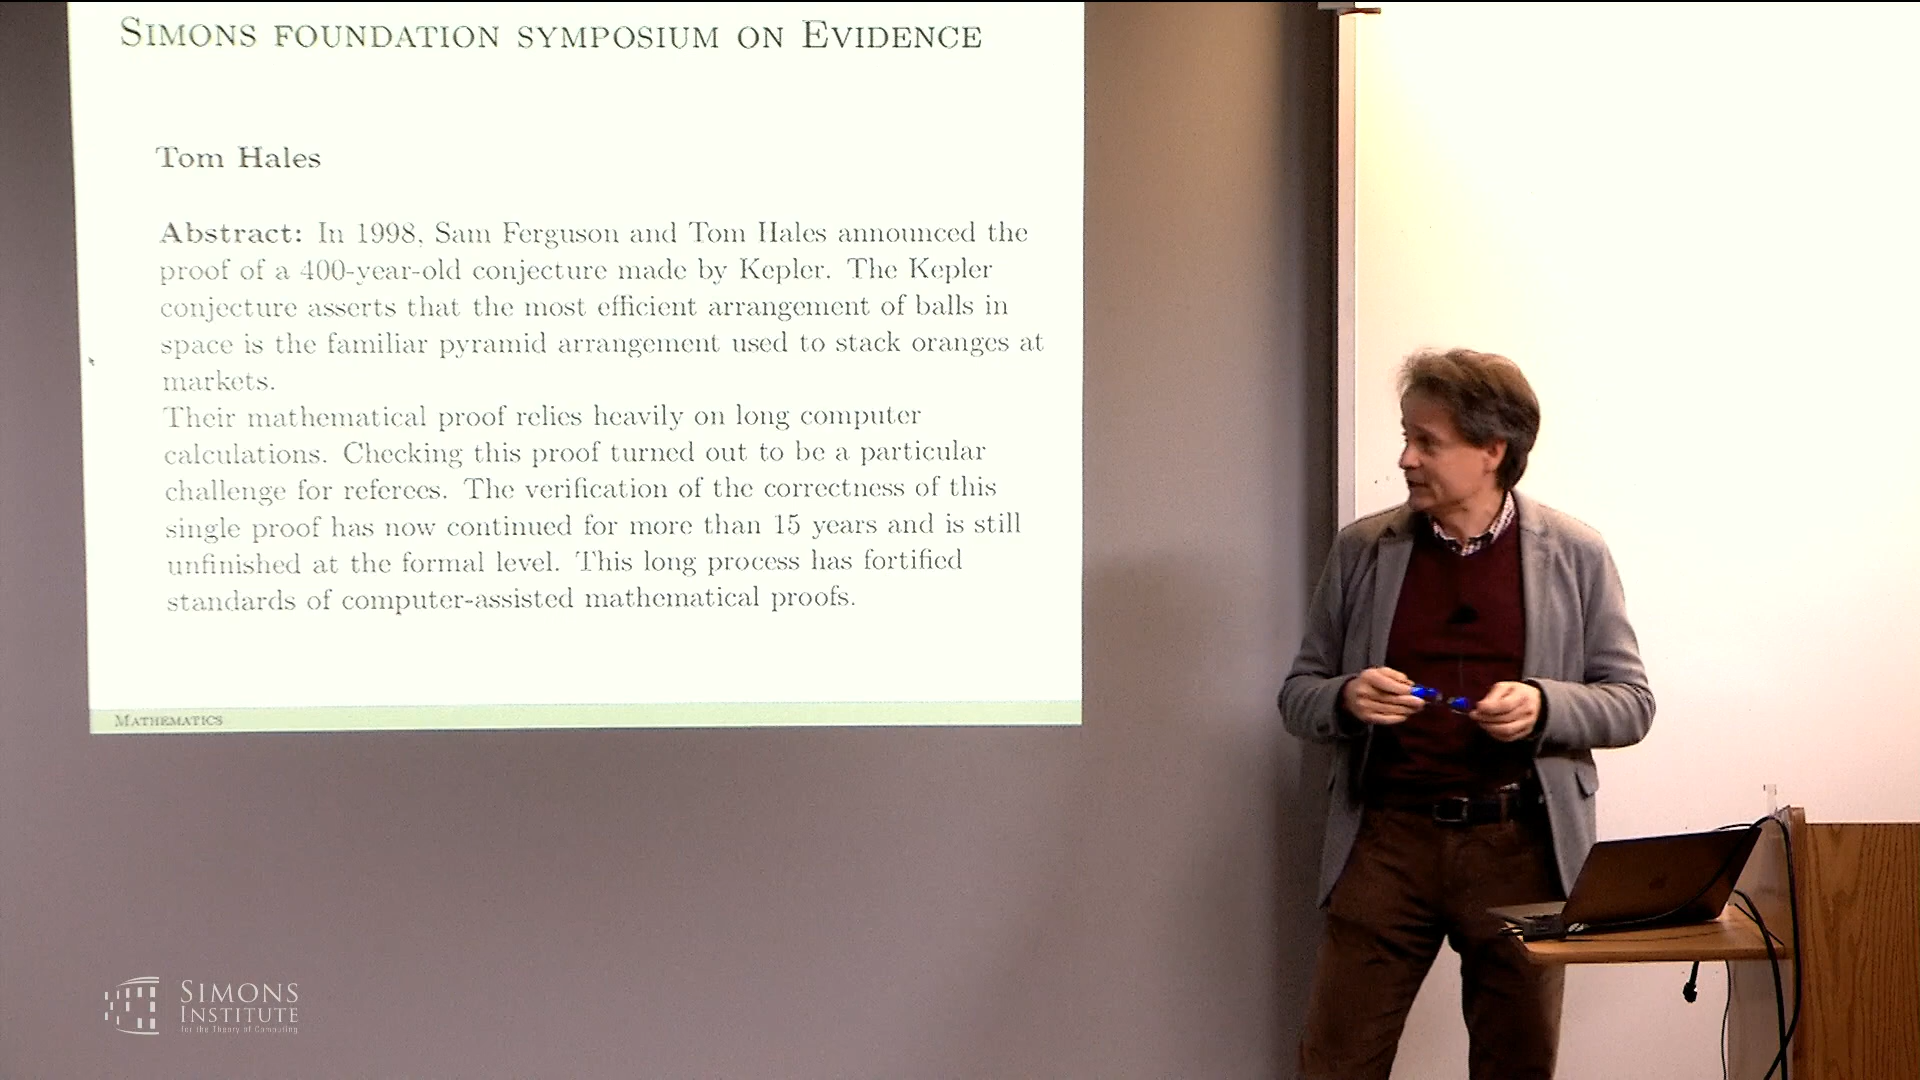 SIMONS FOUNDATION SYMPOSIUM ON EVIDENCE
Tom Hales
Abstract: In 1998, Sam Ferguson and Tom Hales announced the
proof of a 400-year-old conjecture made by Kepler. The Kepler
conjecture asserts that the most efficient arrangement of balls in
space is the familiar pyramid arrangement used to stack oranges at
markets.
Their mathematical proof relies heavily on long computer
calculations. Checking this proof turned out to be a particular
challenge for referees. The verification of the correctness of this
single proof has now continued for more than 15 years and is still
unfinished at the formal level. This long process has fortified
standards of computer-assisted mathematical proofs.
MATHEMATICS
SIMONS
INSTITUTE
for the Theory of Computing